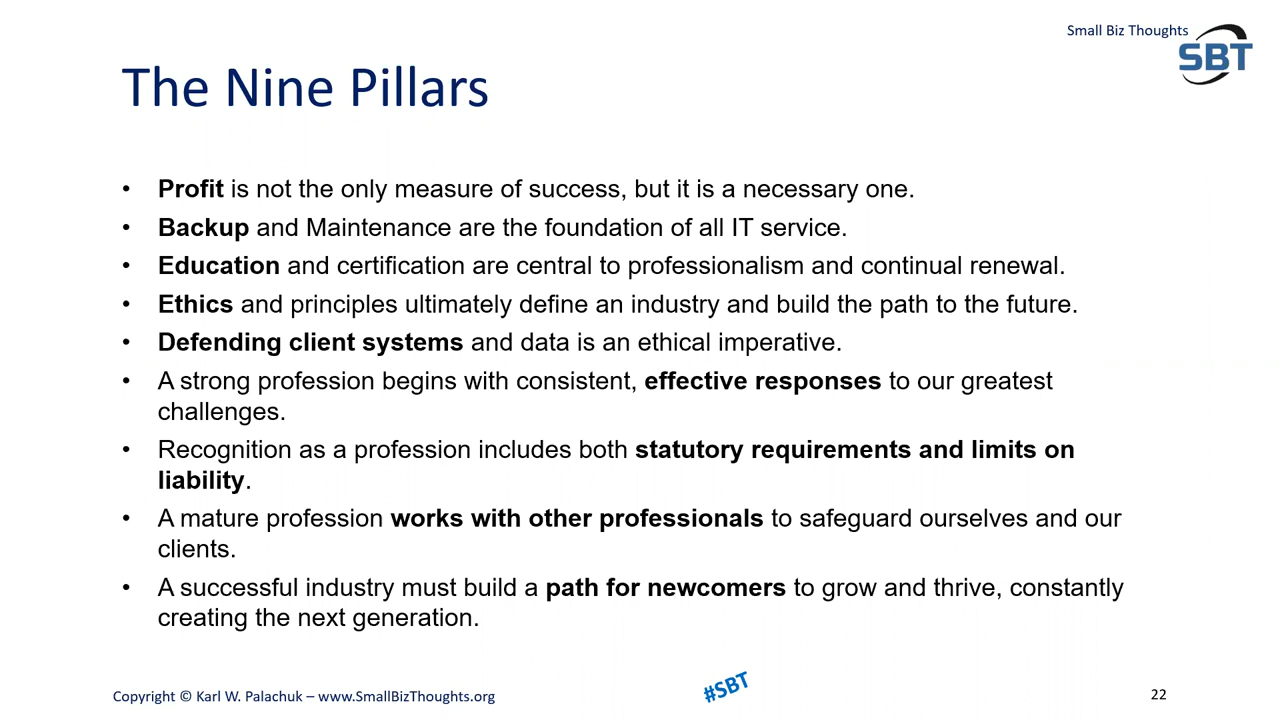 Small Biz Thoughts
SBT
The Nine Pillars
• Profit is not the only measure of success, but it is a necessary one.
• Backup and Maintenance are the foundation of all IT service.
• Education and certification are central to professionalism and continual renewal.
• Ethics and principles ultimately define an industry and build the path to the future.
• Defending client systems and data is an ethical imperative.
• A strong profession begins with consistent, effective responses to our greatest
challenges.
• Recognition as a profession includes both statutory requirements and limits on
liability.
• A mature profession works with other professionals to safeguard ourselves and our
clients.
• A successful industry must build a path for newcomers to grow and thrive, constantly
creating the next generation.
Copyright © Karl W. Palachuk – www.SmallBizThoughts.org
#SBT
22